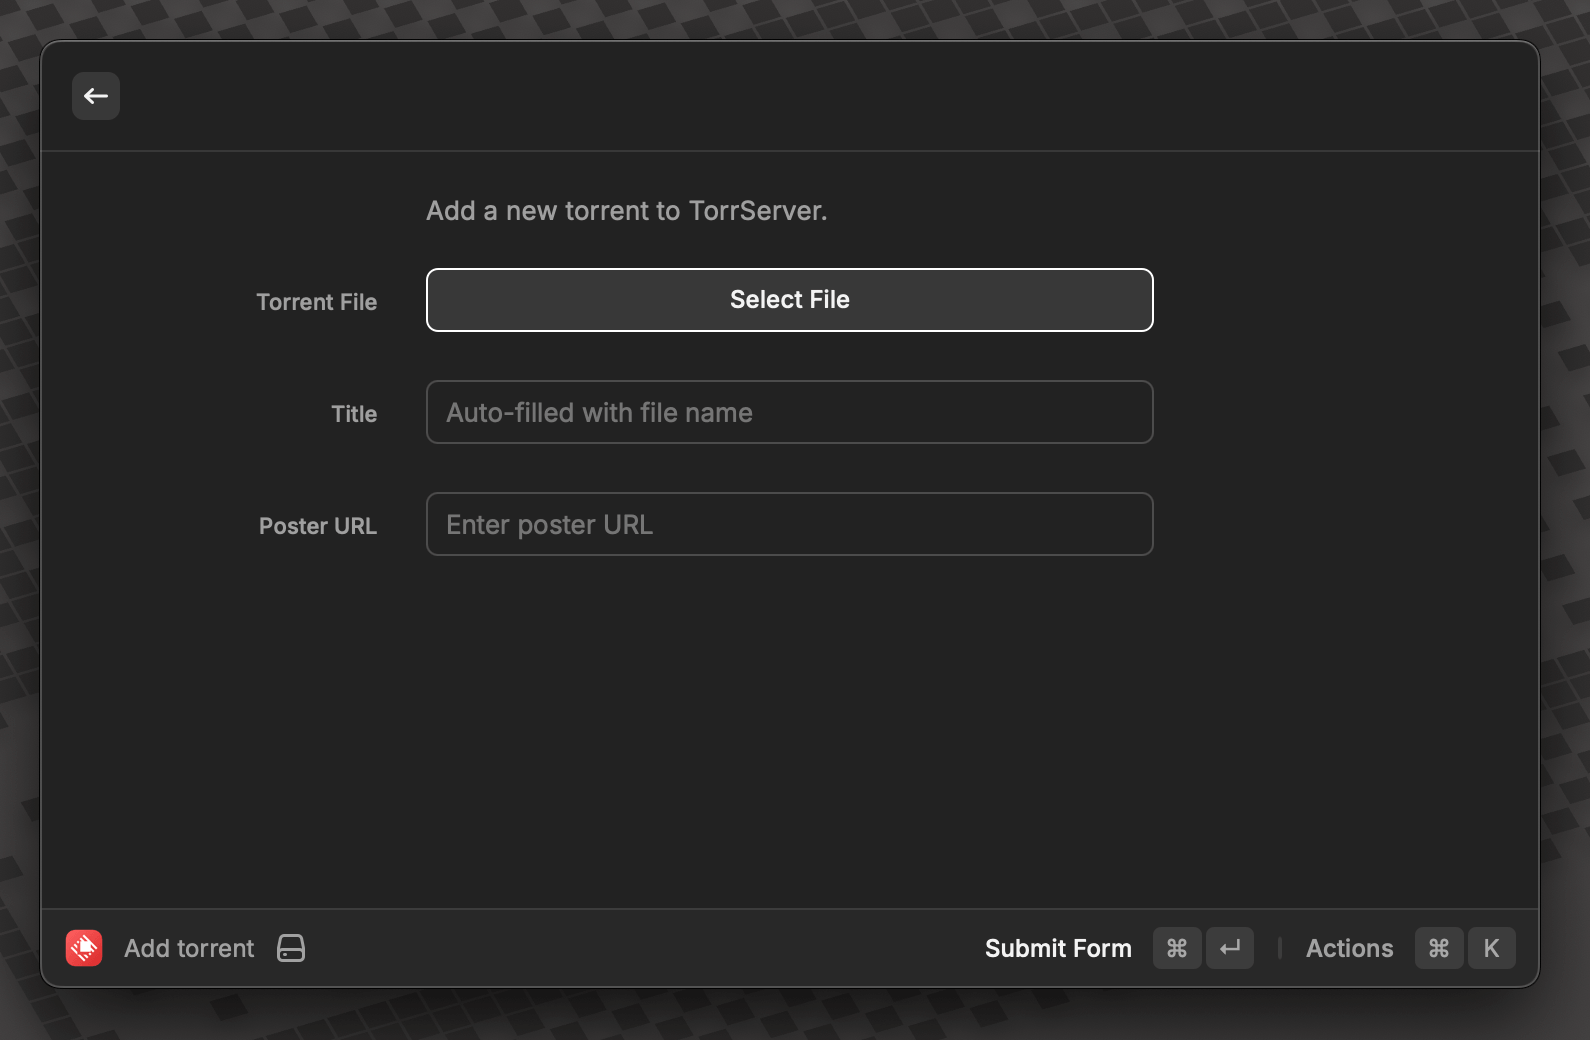 Add a new torrent to TorrServer.
Torrent File
Select File
Title
Auto-filled with file name
Poster URL
Enter poster URL
Add torrent
Submit Form ⌘ ↵
Actions ⌘ K